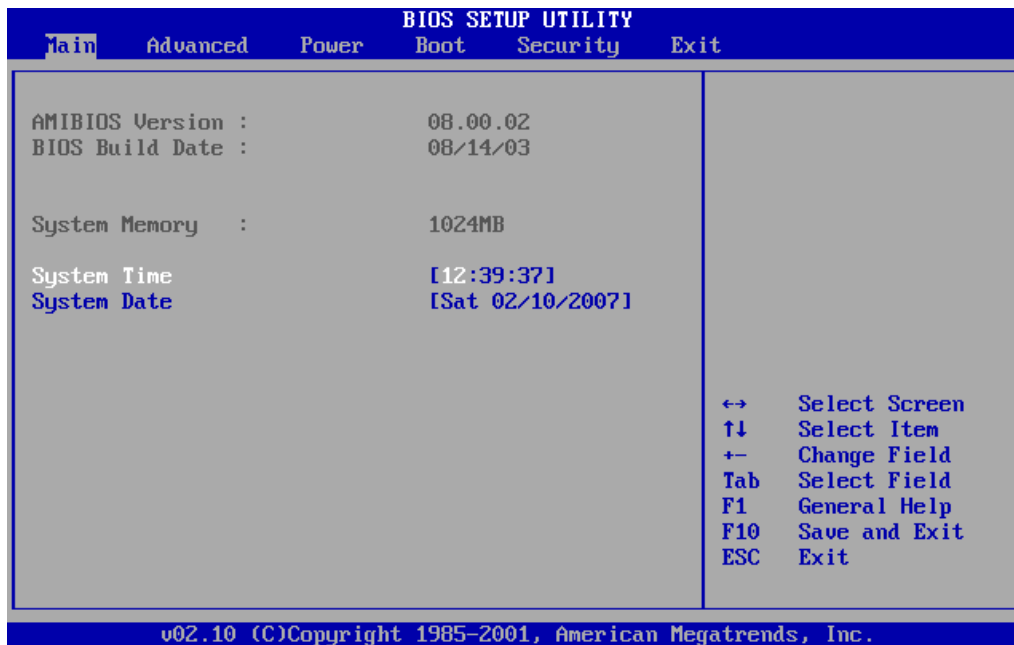 BIOS SETUP UTILITY
Main Advanced Power Boot Security Exit
AMIBIOS Version : 08.00.02
BIOS Build Date : 08/14/03
System Memory : 1024MB
System Time [12:39:37]
System Date [Sat 02/10/2007]
←→ Select Screen
↑↓ Select Item
+- Change Field
Tab Select Field
F1 General Help
F10 Save and Exit
ESC Exit
v02.10 (C)Copyright 1985-2001, American Megatrends, Inc.